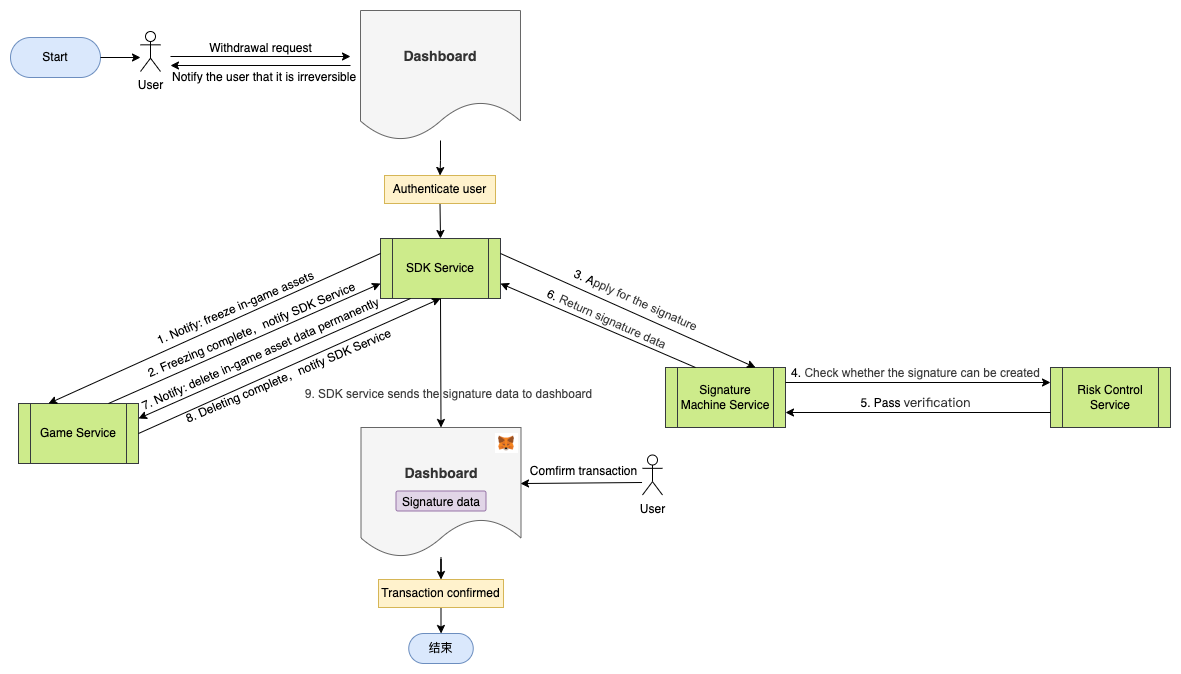 Start
User
Withdrawal request
Notify the user that it is irreversible
Dashboard
Authenticate user
SDK Service
1. Notify: freeze in-game assets
2. Freezing complete, notify SDK Service
7. Notify: delete in-game asset data permanently
8. Deleting complete, notify SDK Service
3. Apply for the signature
6. Return signature data
Game Service
Signature
Machine Service
4. Check whether the signature can be created
5. Pass verification
Risk Control
Service
9. SDK service sends the signature data to dashboard
Dashboard
Signature data
Comfirm transaction
User
Transaction confirmed
结束